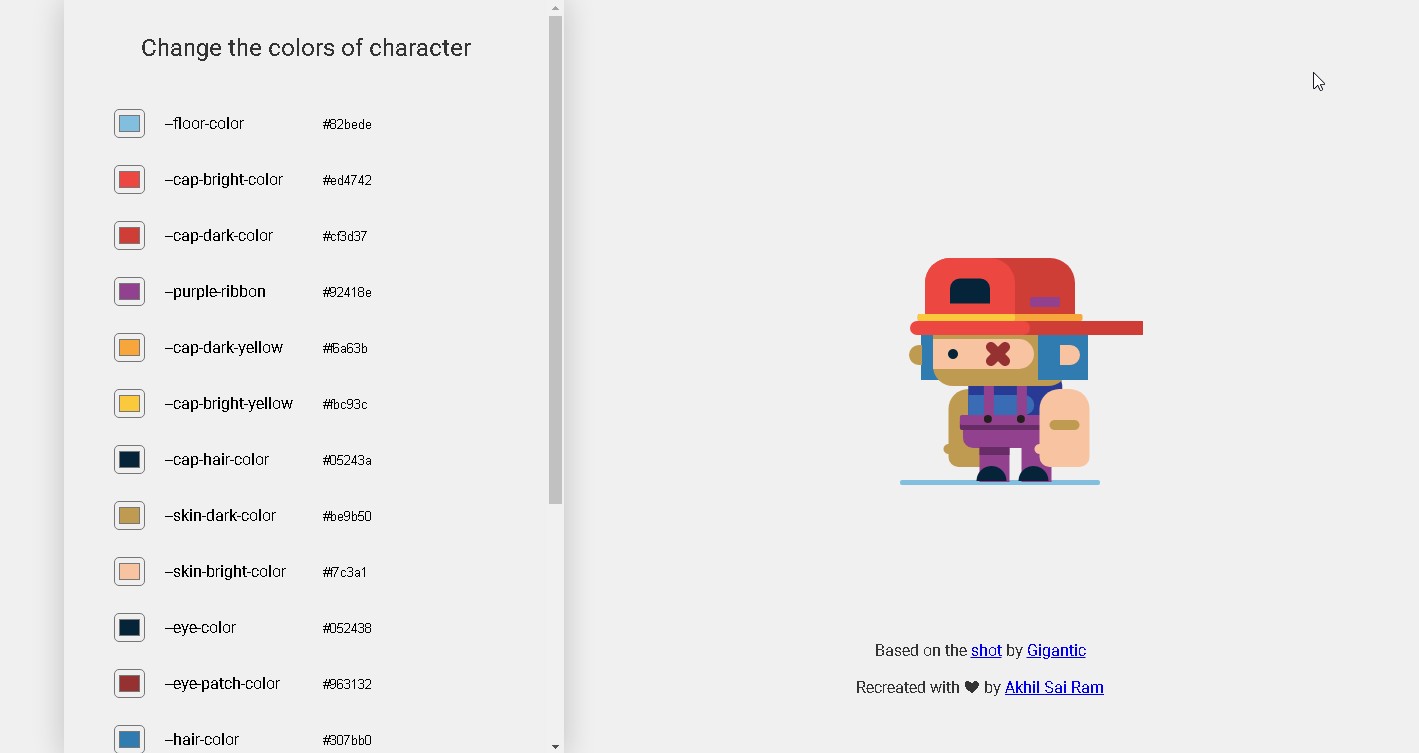 Change the colors of character
--floor-color #82bede
--cap-bright-color #ed4742
--cap-dark-color #cf3d37
--purple-ribbon #92418e
--cap-dark-yellow #f6a63b
--cap-bright-yellow #fbc93c
--cap-hair-color #05243a
--skin-dark-color #be9b50
--skin-bright-color #f7c3a1
--eye-color #052438
--eye-patch-color #963132
--hair-color #307bb0
Based on the shot by Gigantic
Recreated with ♥ by Akhil Sai Ram